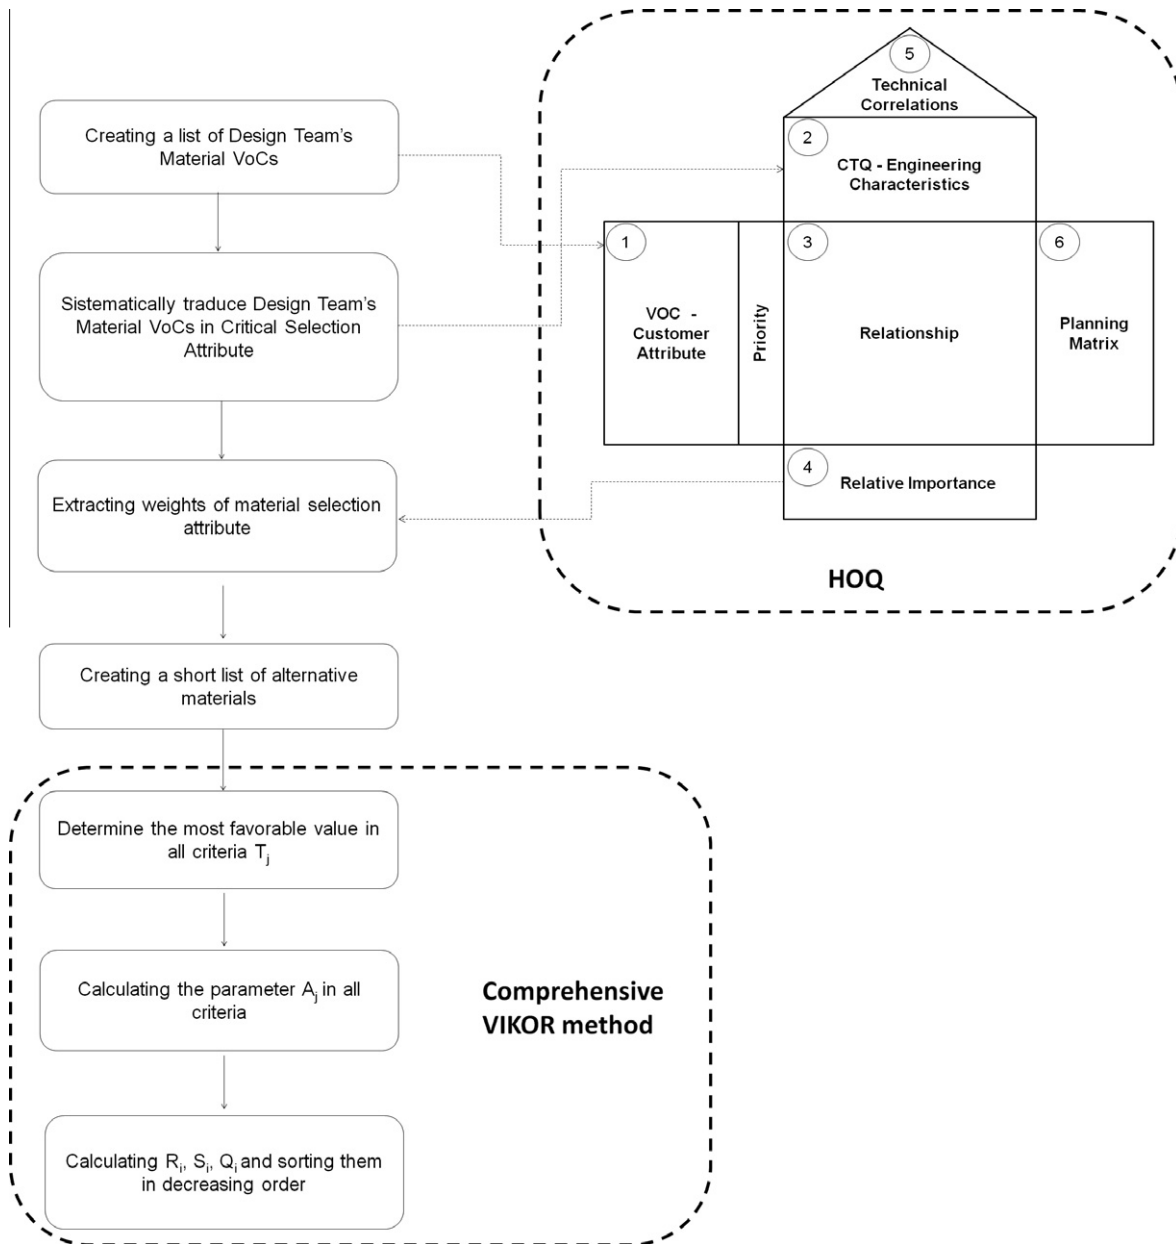 Creating a list of Design Team's
Material VoCs
Sistematically traduce Design Team's
Material VoCs in Critical Selection
Attribute
Extracting weights of material selection
attribute
Creating a short list of alternative
materials
Determine the most favorable value in
all criteria Tj
Calculating the parameter Aj in all
criteria
Calculating Ri, Si, Qi and sorting them
in decreasing order
Comprehensive
VIKOR method
5
Technical
Correlations
2
CTQ - Engineering
Characteristics
1
VOC -
Customer
Attribute
Priority
3
Relationship
6
Planning
Matrix
4
Relative Importance
HOQ